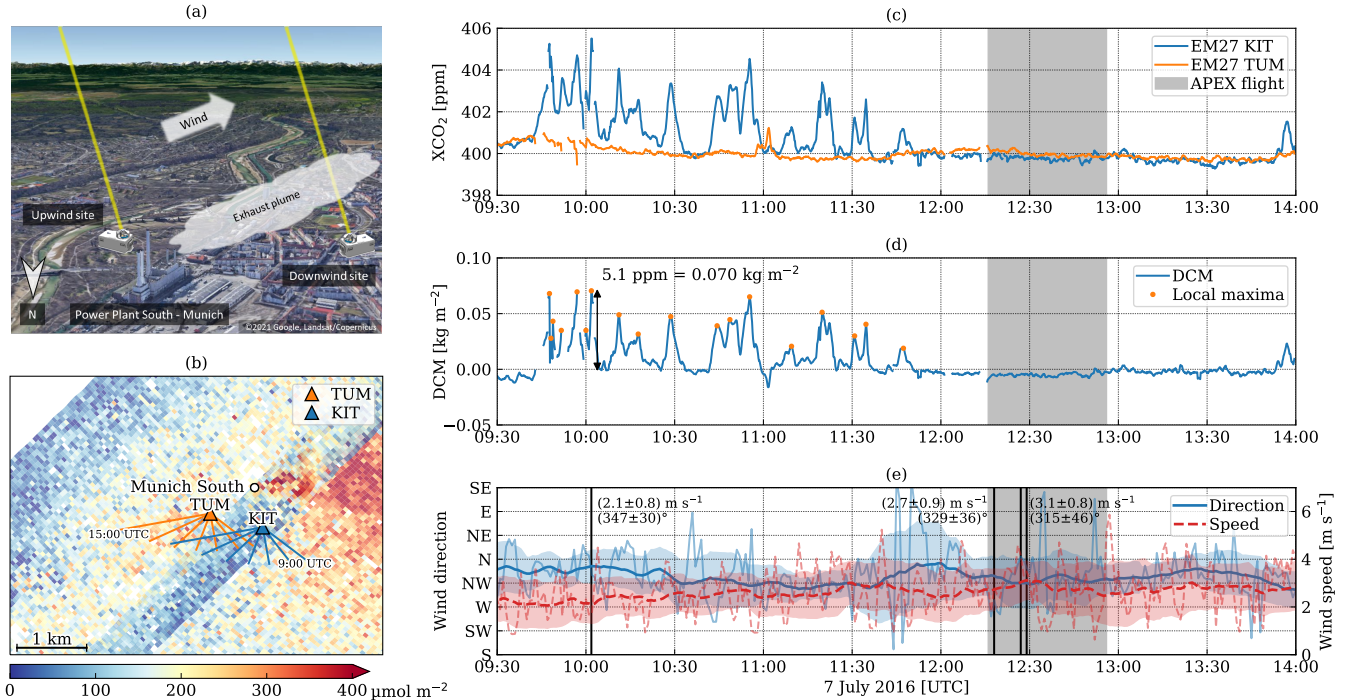 (a)
Wind
Upwind site
Exhaust plume
Downwind site
N
Power Plant South - Munich
©2021 Google, Landsat/Copernicus
(b)
TUM
KIT
Munich South
TUM
KIT
15:00 UTC
9:00 UTC
1 km
0 100 200 300 400 µmol m⁻²
(c)
406
404
402
400
398
XCO₂ [ppm]
EM27 KIT
EM27 TUM
APEX flight
09:30 10:00 10:30 11:00 11:30 12:00 12:30 13:00 13:30 14:00
(d)
0.10
0.05
0.00
−0.05
DCM [kg m⁻²]
5.1 ppm = 0.070 kg m⁻²
DCM
Local maxima
09:30 10:00 10:30 11:00 11:30 12:00 12:30 13:00 13:30 14:00
(e)
SE
E
NE
N
NW
W
SW
S
Wind direction
(2.1±0.8) m s⁻¹
(347±30)°
(2.7±0.9) m s⁻¹
(329±36)°
(3.1±0.8) m s⁻¹
(315±46)°
Direction
Speed
6
4
2
0
Wind speed [m s⁻¹]
09:30 10:00 10:30 11:00 11:30 12:00 12:30 13:00 13:30 14:00
7 July 2016 [UTC]